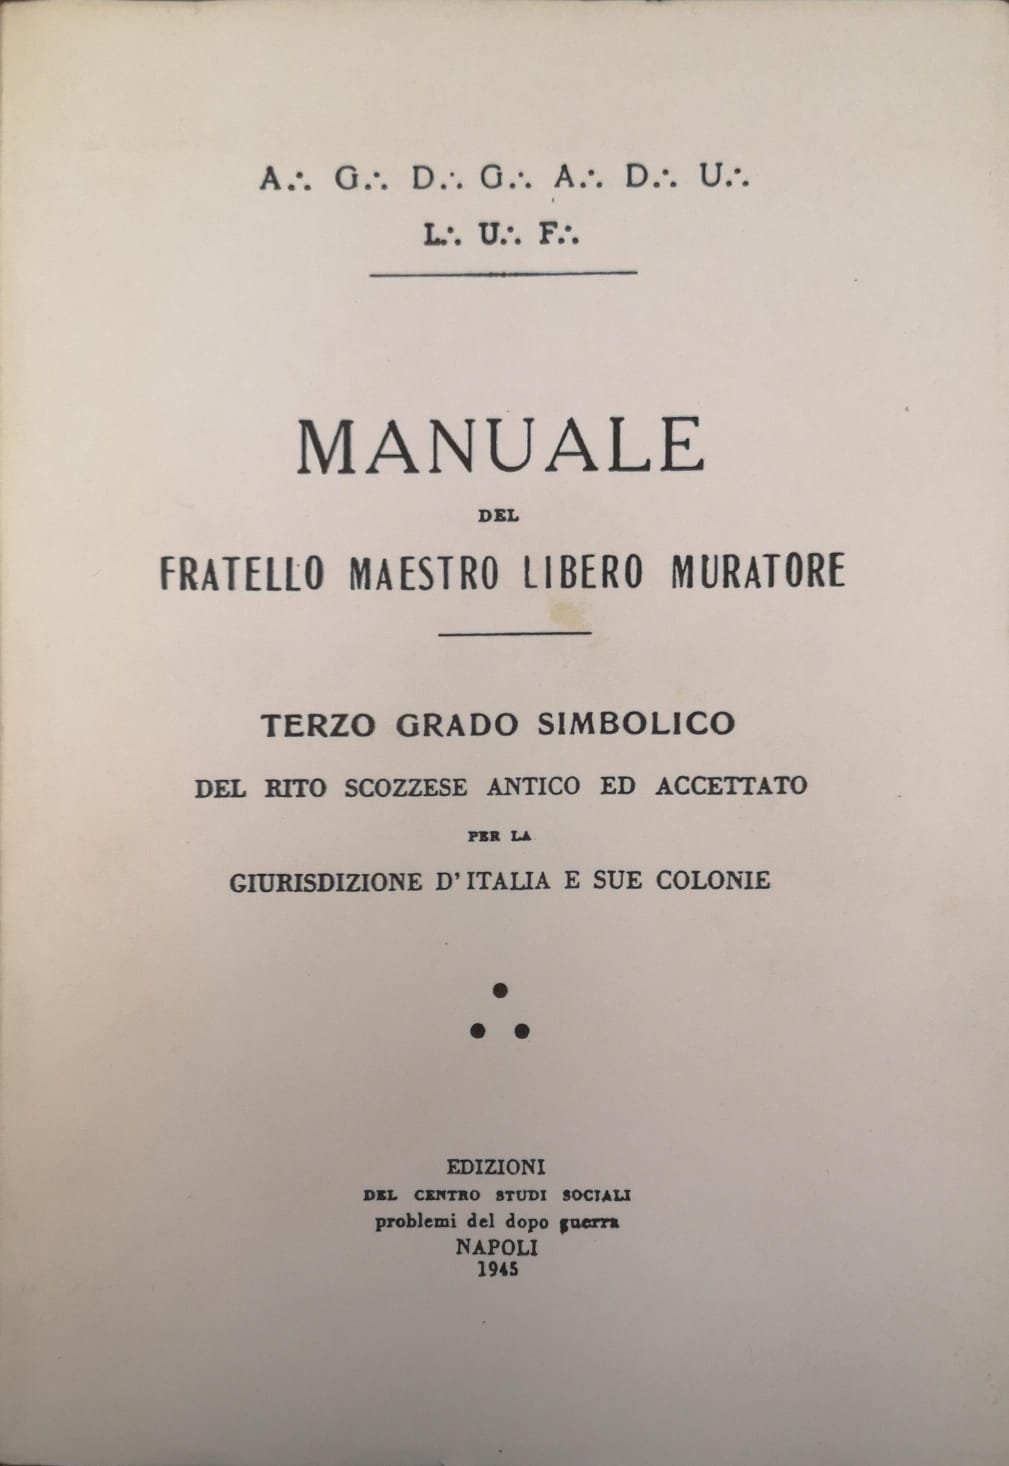 A∴ G∴ D∴ G∴ A∴ D∴ U∴
L∴ U∴ F∴
MANUALE
DEL
FRATELLO MAESTRO LIBERO MURATORE
TERZO GRADO SIMBOLICO
DEL RITO SCOZZESE ANTICO ED ACCETTATO
PER LA
GIURISDIZIONE D'ITALIA E SUE COLONIE
∴
EDIZIONI
DEL CENTRO STUDI SOCIALI
problemi del dopo guerra
NAPOLI
1945